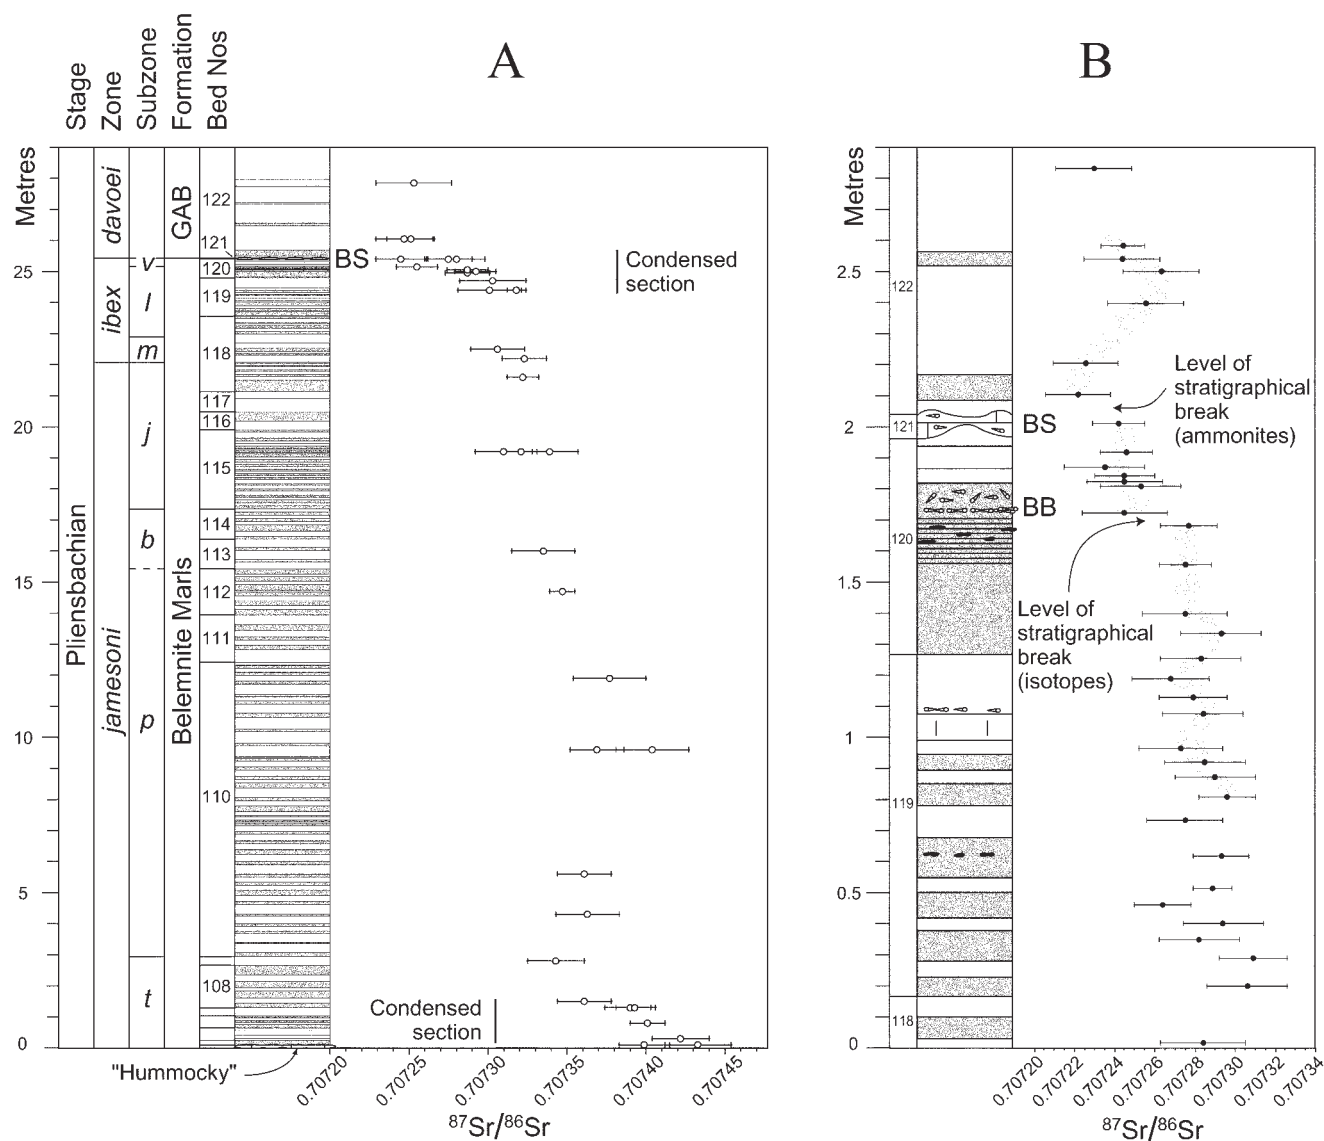 A
B
Stage
Zone
Subzone
Formation
Bed Nos
Metres
25
20
15
10
5
0
Pliensbachian
davoei
ibex
jamesoni
v
l
m
j
b
p
t
GAB
Belemnite Marls
122
121
120
119
118
117
116
115
114
113
112
111
110
108
BS
Condensed
section
Condensed
section
"Hummocky"
0.70720
0.70725
0.70730
0.70735
0.70740
0.70745
⁸⁷Sr/⁸⁶Sr
Metres
2.5
2
1.5
1
0.5
0
122
121
120
119
118
BS
BB
Level of
stratigraphical
break
(ammonites)
Level of
stratigraphical
break
(isotopes)
0.70720
0.70722
0.70724
0.70726
0.70728
0.70730
0.70732
0.70734
⁸⁷Sr/⁸⁶Sr